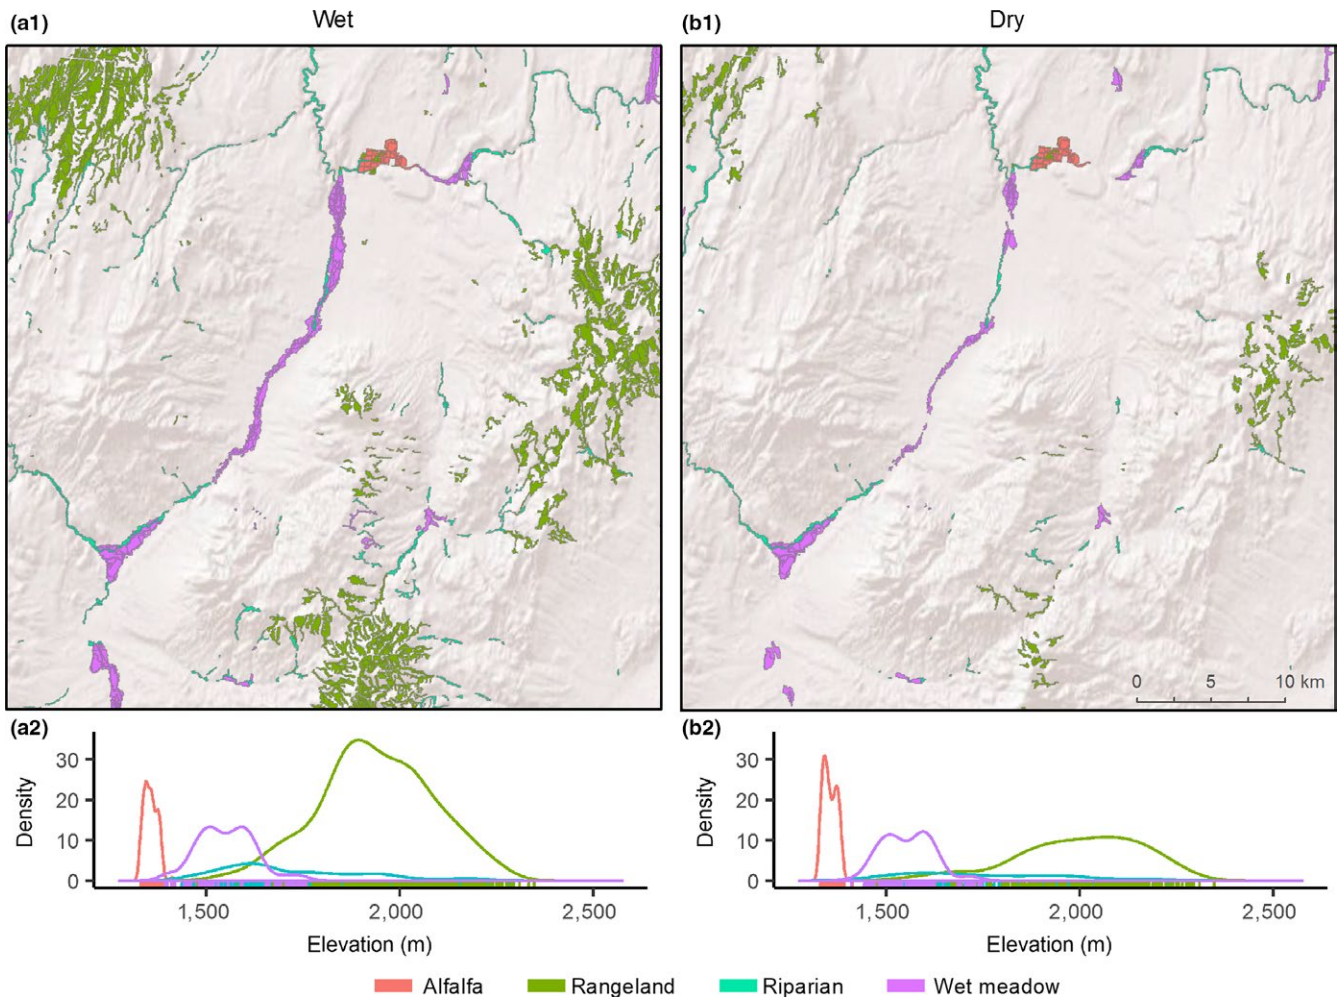 (a1) Wet
(b1) Dry
0 5 10 km
(a2)
Density
30
20
10
0
1,500 2,000 2,500
Elevation (m)
(b2)
Density
30
20
10
0
1,500 2,000 2,500
Elevation (m)
Alfalfa Rangeland Riparian Wet meadow